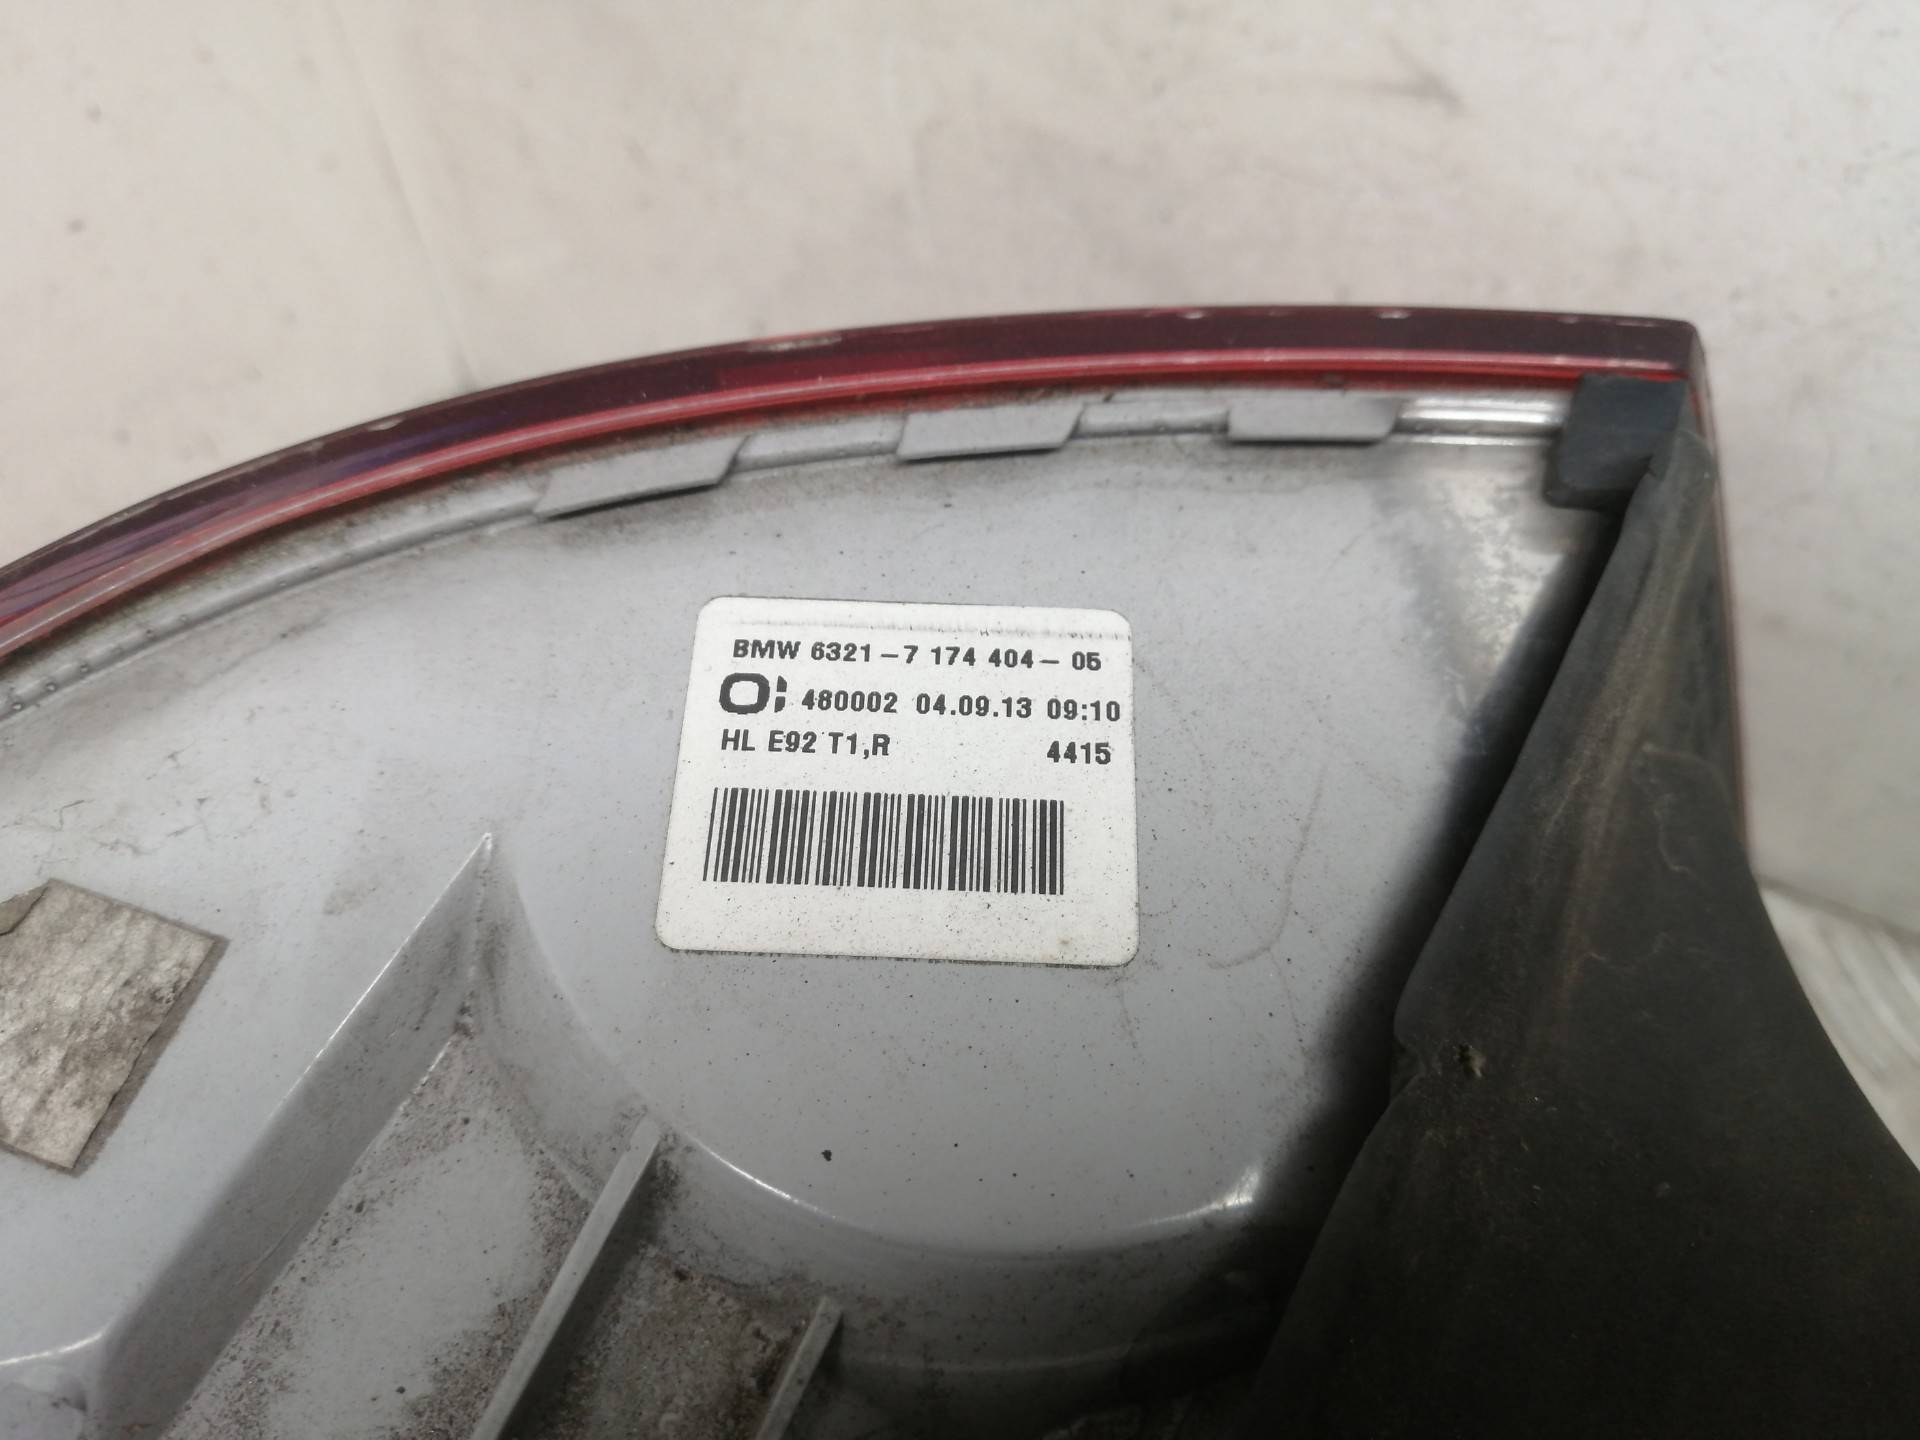 BMW 6321-7 174 404-05
480002 04.09.13 09:10
HL E92 T1,R 4415